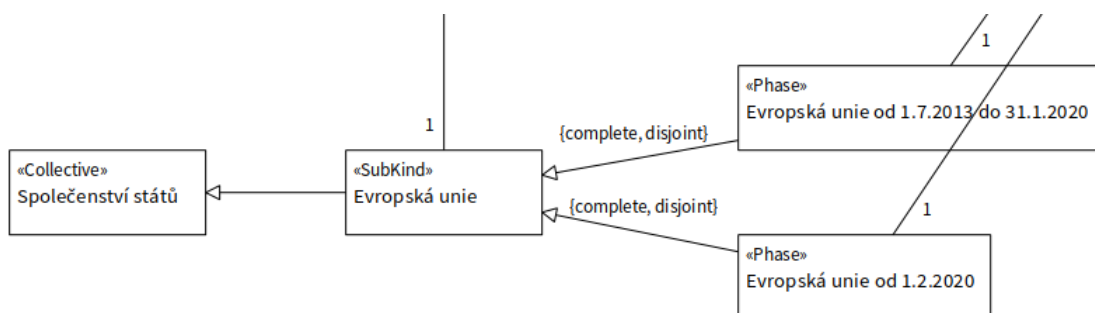 1
«Phase»
Evropská unie od 1.7.2013 do 31.1.2020
1
{complete, disjoint}
«Collective»
Společenství států
«SubKind»
Evropská unie
{complete, disjoint}
1
«Phase»
Evropská unie od 1.2.2020